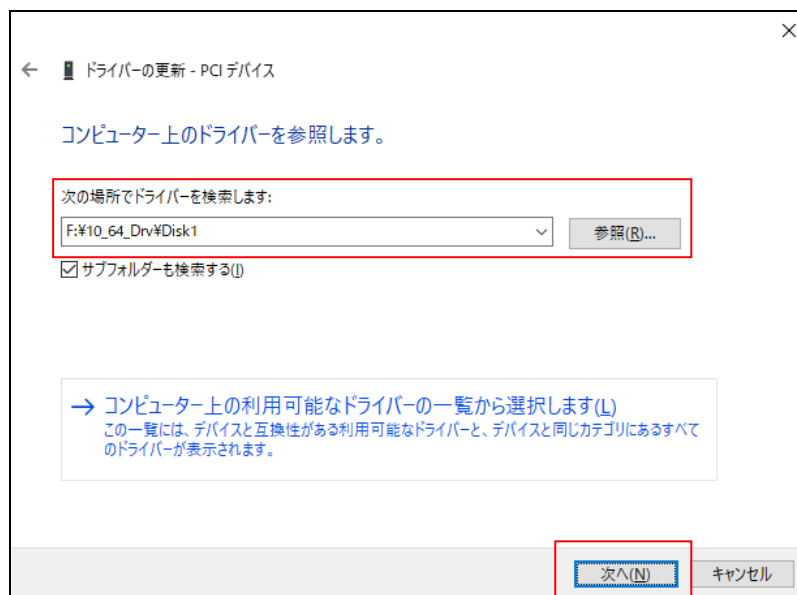 ドライバーの更新 - PCI デバイス
コンピューター上のドライバーを参照します。
次の場所でドライバーを検索します:
F:¥10_64_Drv¥Disk1
参照(R)...
サブフォルダーも検索する(I)
コンピューター上の利用可能なドライバーの一覧から選択します(L)
この一覧には、デバイスと互換性がある利用可能なドライバーと、デバイスと同じカテゴリにあるすべて
のドライバーが表示されます。
次へ(N)
キャンセル